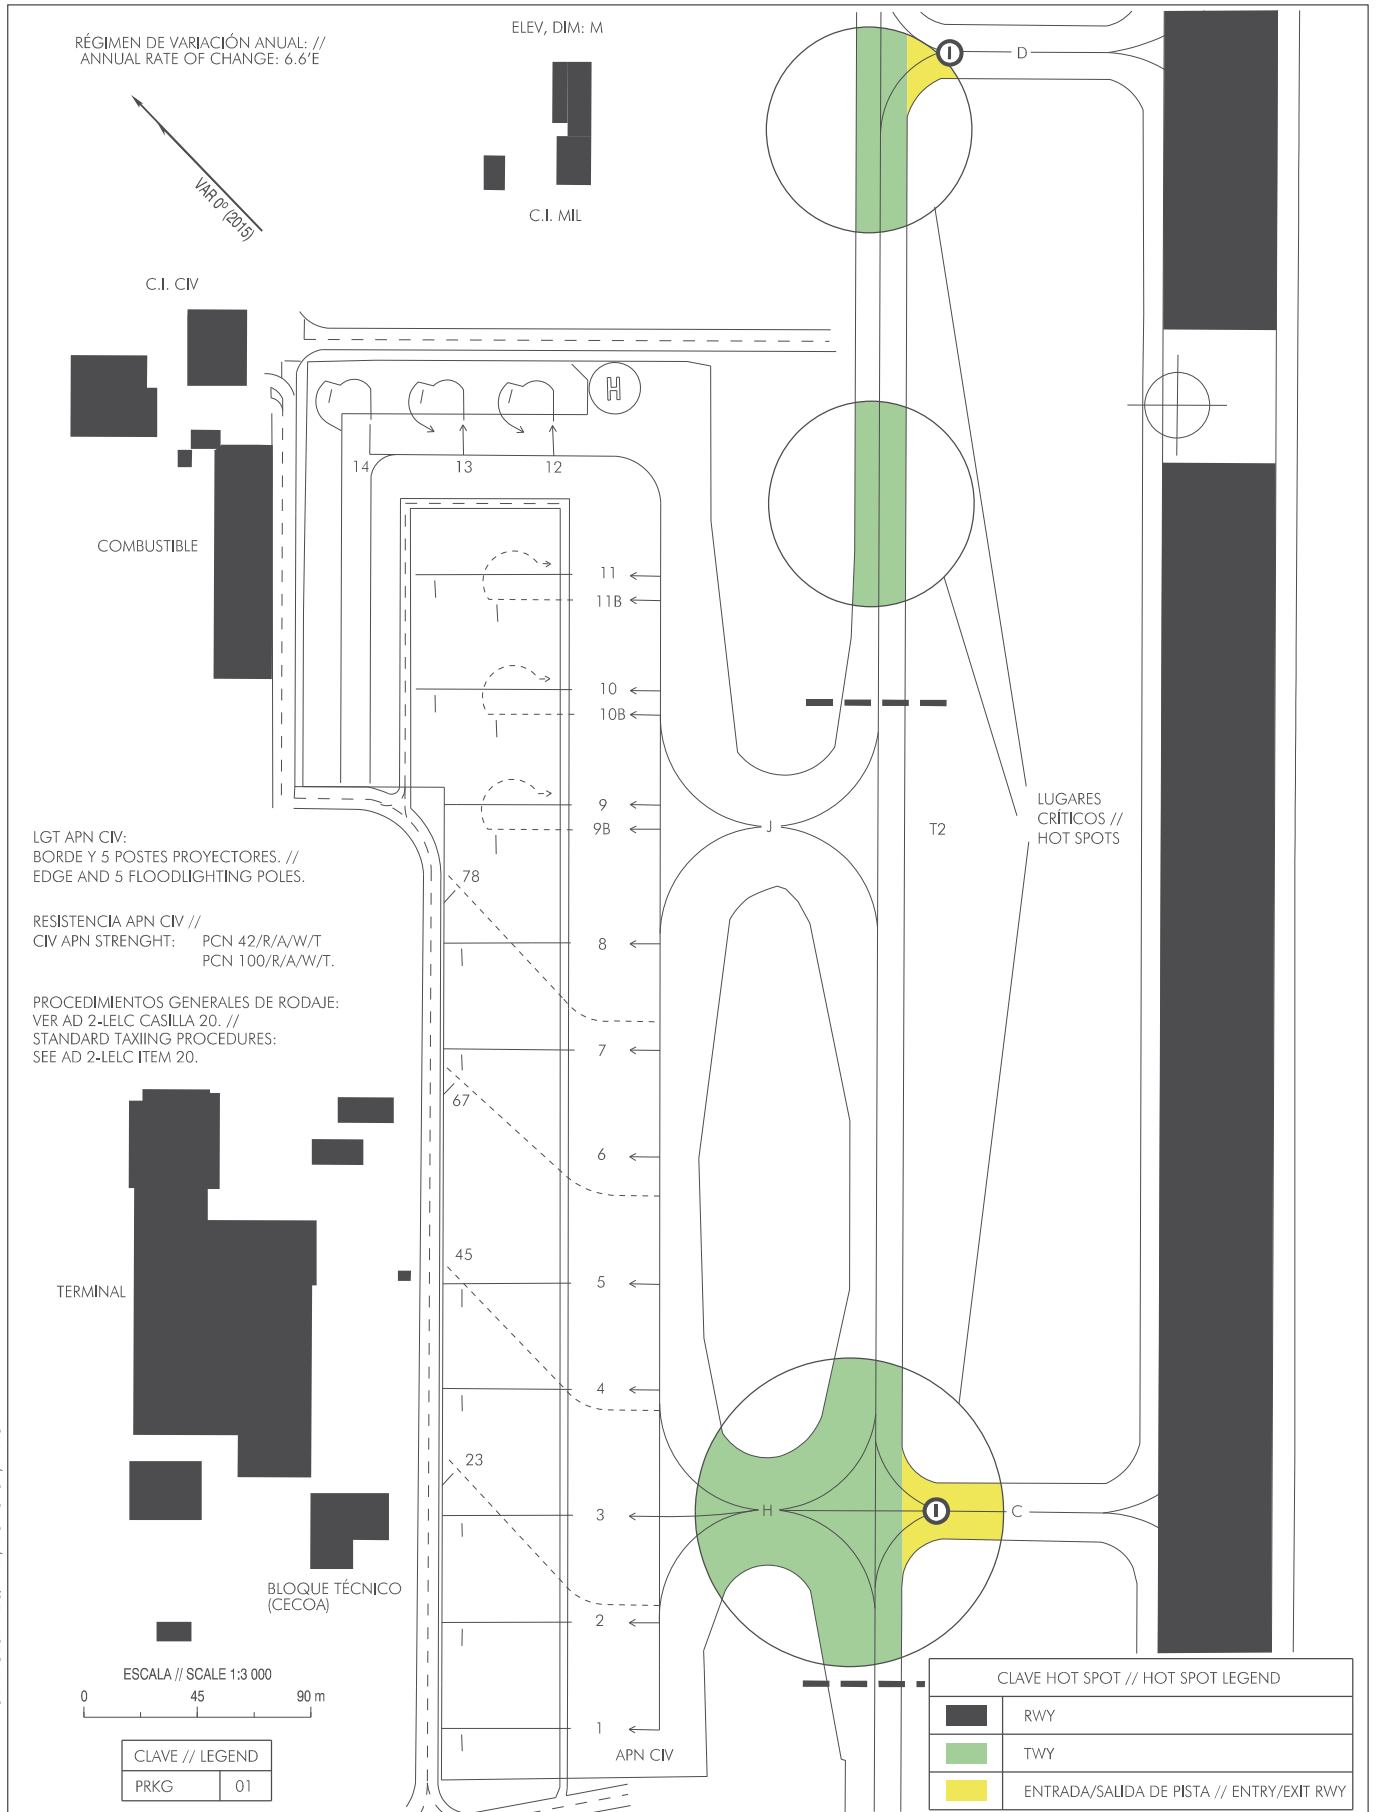 RÉGIMEN DE VARIACIÓN ANUAL: //
ANNUAL RATE OF CHANGE: 6.6'E
ELEV, DIM: M
VAR 0º (2015)
C.I. MIL
C.I. CIV
D
H
14
13
12
COMBUSTIBLE
11
11B
10
10B
9
9B
J
T2
LUGARES
CRÍTICOS //
HOT SPOTS
LGT APN CIV:
BORDE Y 5 POSTES PROYECTORES. //
EDGE AND 5 FLOODLIGHTING POLES.
78
RESISTENCIA APN CIV //
CIV APN STRENGHT: PCN 42/R/A/W/T
PCN 100/R/A/W/T.
8
PROCEDIMIENTOS GENERALES DE RODAJE:
VER AD 2-LELC CASILLA 20. //
STANDARD TAXIING PROCEDURES:
SEE AD 2-LELC ITEM 20.
7
67
6
45
5
TERMINAL
4
23
3
H
I
C
I
BLOQUE TÉCNICO
(CECOA)
2
ESCALA // SCALE 1:3 000
0 45 90 m
1
APN CIV
CLAVE // LEGEND
PRKG 01
CLAVE HOT SPOT // HOT SPOT LEGEND
RWY
TWY
ENTRADA/SALIDA DE PISTA // ENTRY/EXIT RWY